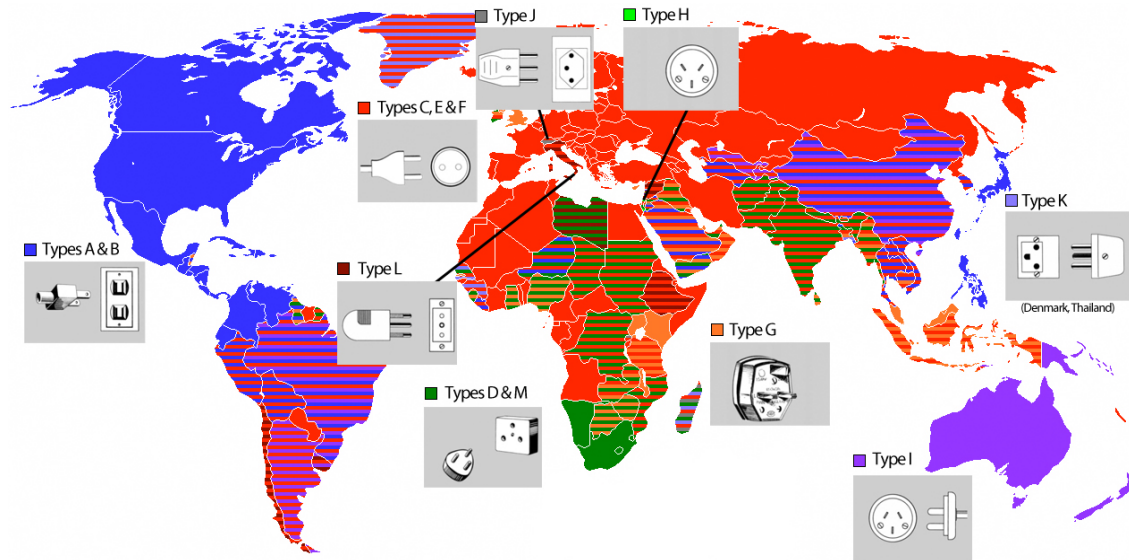 Type J
Type H
Types C, E & F
Types A & B
Type K
(Denmark, Thailand)
Type L
Type G
Types D & M
Type I